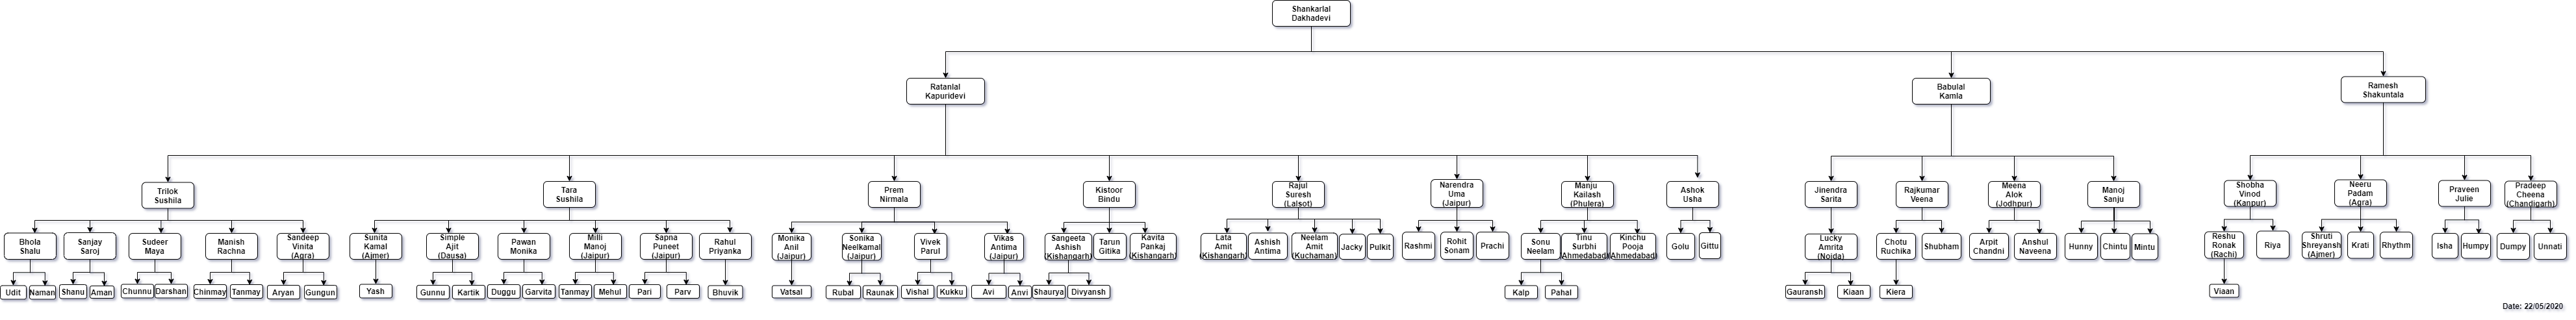 Shankarlal
Dakhadevi
Ratanlal
Kapuridevi
Babulal
Kamla
Ramesh
Shakuntala
Trilok
Sushila
Tara
Sushila
Prem
Nirmala
Kistoor
Bindu
Rajul
Suresh
(Lalsot)
Narendra
Uma
(Jaipur)
Manju
Kailash
(Phulera)
Ashok
Usha
Jinendra
Sarita
Rajkumar
Veena
Meena
Alok
(Jodhpur)
Manoj
Sanju
Shobha
Vinod
(Kanpur)
Neeru
Padam
(Agra)
Praveen
Julie
Pradeep
Cheena
(Chandigarh)
Bhola
Shalu
Sanjay
Saroj
Sudeer
Maya
Manish
Rachna
Sandeep
Vinita
(Agra)
Sunita
Kamal
(Ajmer)
Simple
Ajit
(Dausa)
Pawan
Monika
Milli
Manoj
(Jaipur)
Sapna
Puneet
(Jaipur)
Rahul
Priyanka
Monika
Anil
(Jaipur)
Sonika
Neelkamal
(Jaipur)
Vivek
Parul
Vikas
Antima
(Jaipur)
Sangeeta
Ashish
(Kishangarh)
Tarun
Gitika
Kavita
Pankaj
(Kishangarh)
Lata
Amit
(Kishangarh)
Ashish
Antima
Neelam
Amit
(Kuchaman)
Jacky
Pulkit
Rashmi
Rohit
Sonam
Prachi
Sonu
Neelam
Tinu
Surbhi
(Ahmedabad)
Kinchu
Pooja
(Ahmedabad)
Golu
Gittu
Lucky
Amrita
(Noida)
Chotu
Ruchika
Shubham
Arpit
Chandni
Anshul
Naveena
Hunny
Chintu
Mintu
Reshu
Ronak
(Rachi)
Riya
Shruti
Shreyansh
(Ajmer)
Krati
Rhythm
Isha
Humpy
Dumpy
Unnati
Udit
Naman
Shanu
Aman
Chunnu
Darshan
Chinmay
Tanmay
Aryan
Gungun
Yash
Gunnu
Kartik
Duggu
Garvita
Tanmay
Mehul
Pari
Parv
Bhuvik
Vatsal
Rubal
Raunak
Vishal
Kukku
Avi
Anvi
Shaurya
Divyansh
Kalp
Pahal
Gauransh
Kiaan
Kiera
Viaan
Date: 22/05/2020